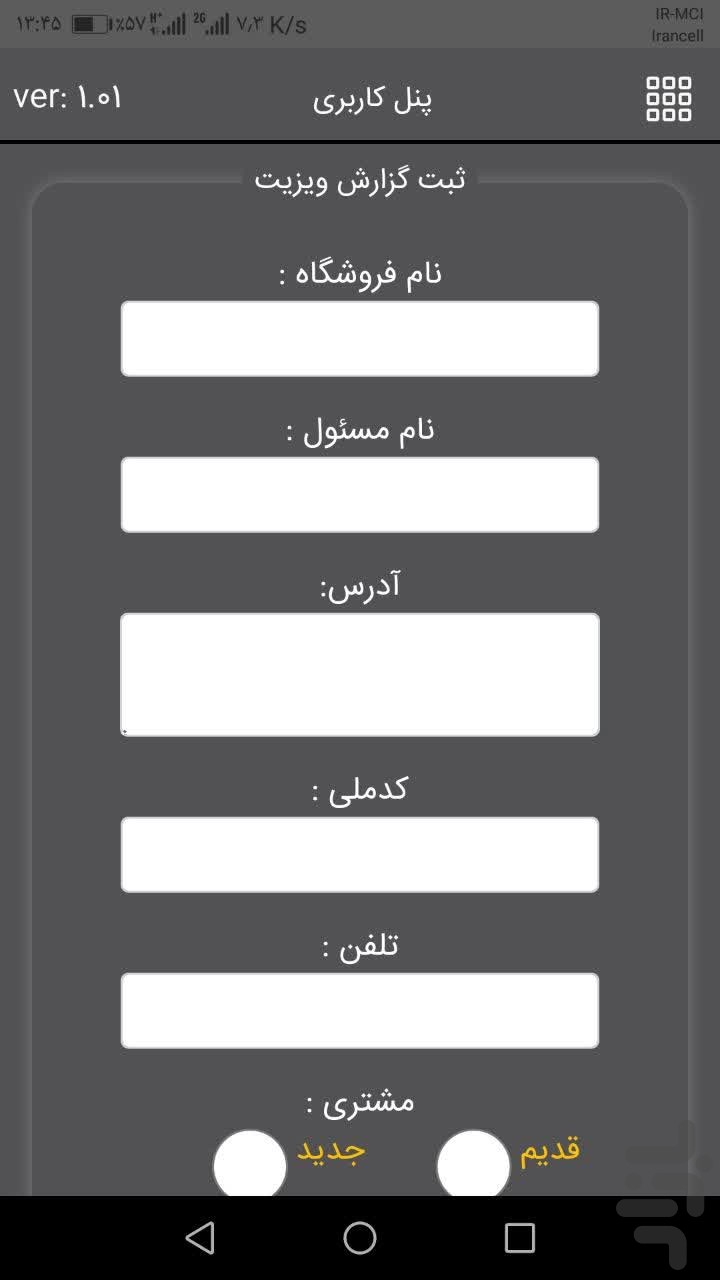 ۱۳:۴۵ ٪۵۷ H+ 2G ۷٫۳ K/s IR-MCI
Irancell
ver: ۱.۰۱ پنل کاربری
ثبت گزارش ویزیت
نام فروشگاه :
نام مسئول :
آدرس:
کدملی :
تلفن :
مشتری :
قدیم جدید